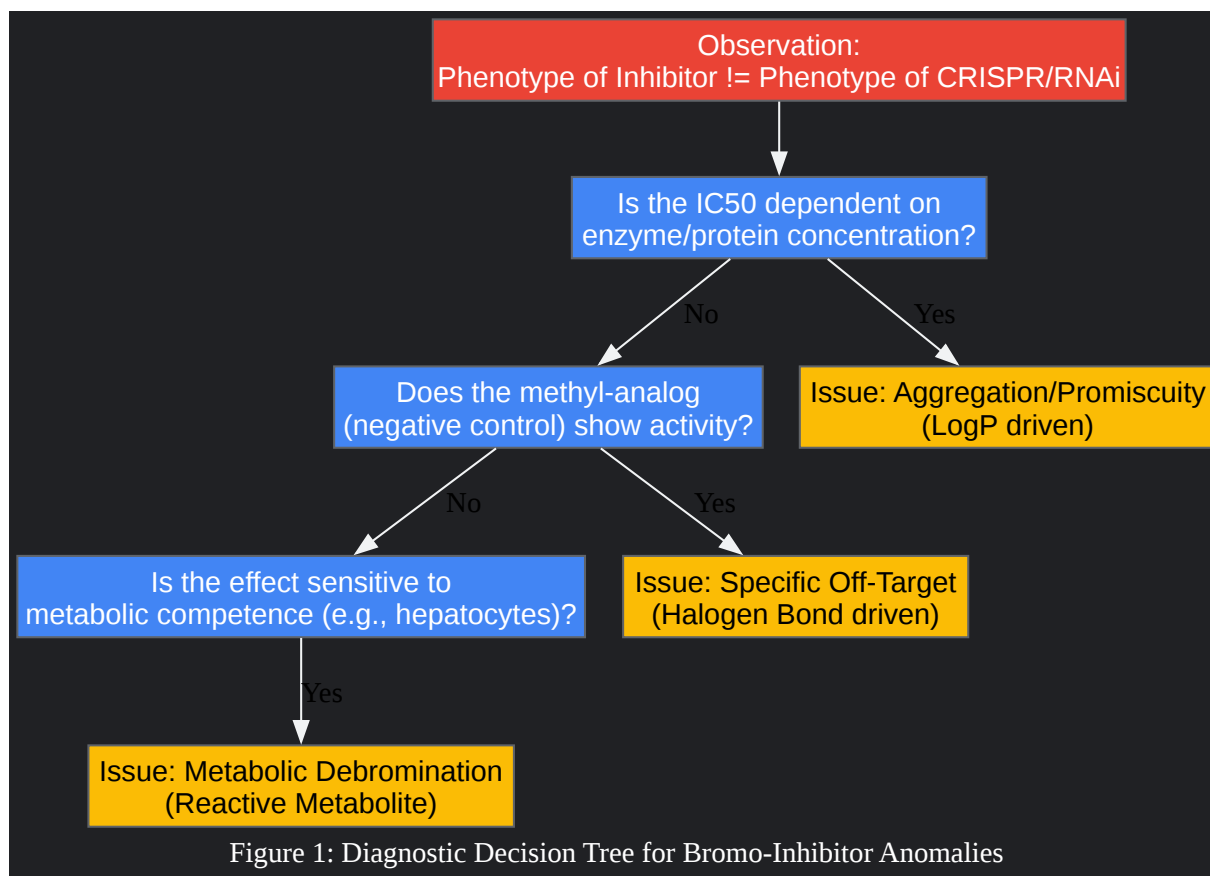 Observation:
Phenotype of Inhibitor != Phenotype of CRISPR/RNAi
Is the IC50 dependent on
enzyme/protein concentration?
No
Yes
Does the methyl-analog
(negative control) show activity?
Issue: Aggregation/Promiscuity
(LogP driven)
No
Yes
Is the effect sensitive to
metabolic competence (e.g., hepatocytes)?
Issue: Specific Off-Target
(Halogen Bond driven)
Yes
Issue: Metabolic Debromination
(Reactive Metabolite)
Figure 1: Diagnostic Decision Tree for Bromo-Inhibitor Anomalies